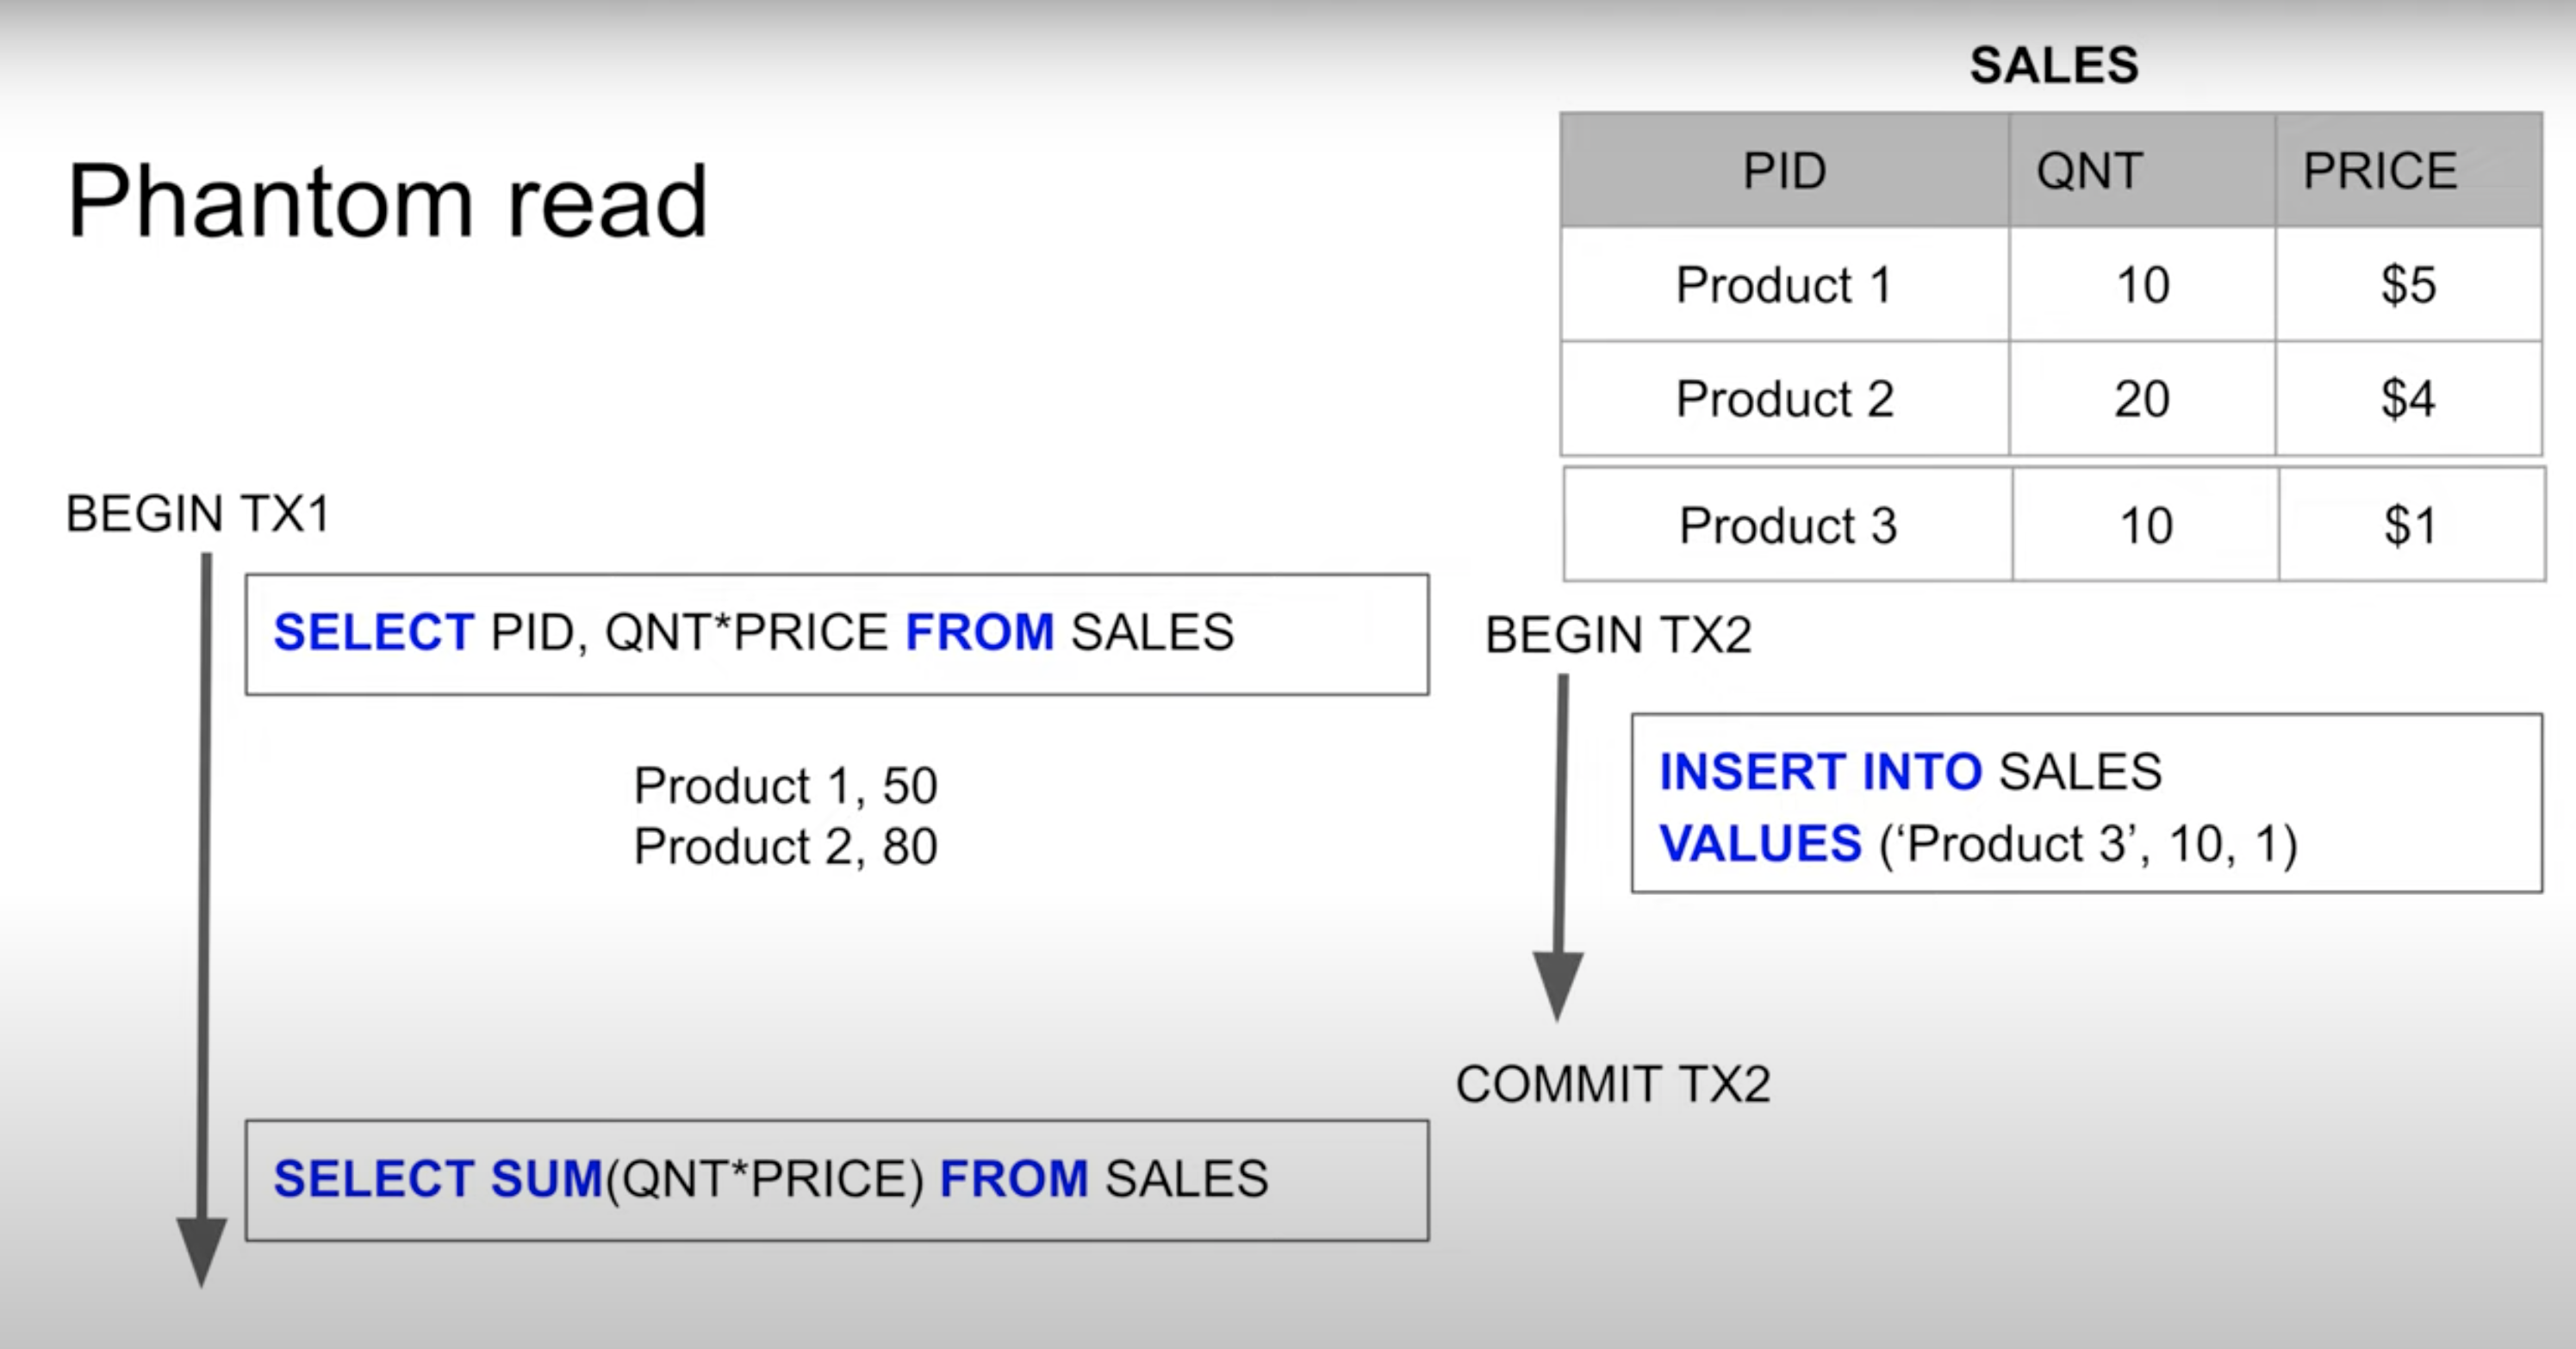 Phantom read
SALES
PID QNT PRICE
Product 1 10 $5
Product 2 20 $4
Product 3 10 $1
BEGIN TX1
SELECT PID, QNT*PRICE FROM SALES
Product 1, 50
Product 2, 80
SELECT SUM(QNT*PRICE) FROM SALES
BEGIN TX2
INSERT INTO SALES
VALUES (‘Product 3’, 10, 1)
COMMIT TX2